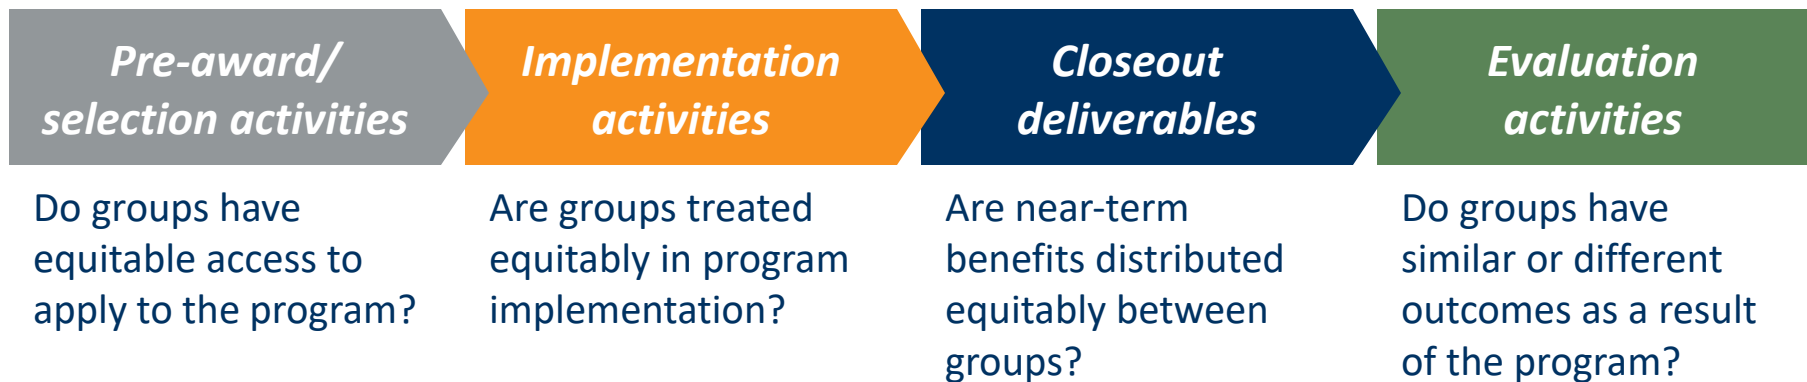 Pre-award/
selection activities
Do groups have
equitable access to
apply to the program?
Implementation
activities
Are groups treated
equitably in program
implementation?
Closeout
deliverables
Are near-term
benefits distributed
equitably between
groups?
Evaluation
activities
Do groups have
similar or different
outcomes as a result
of the program?